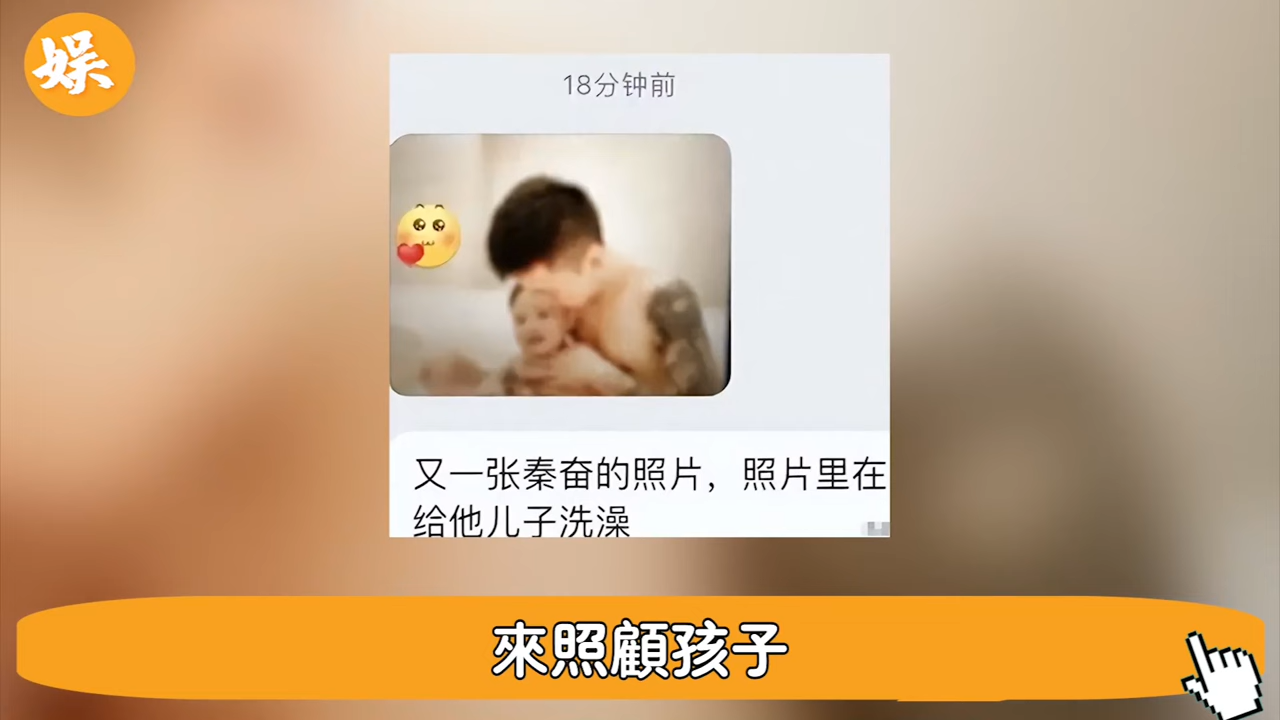 娱
18分钟前
又一张秦奋的照片，照片里在
给他儿子洗澡
來照顧孩子